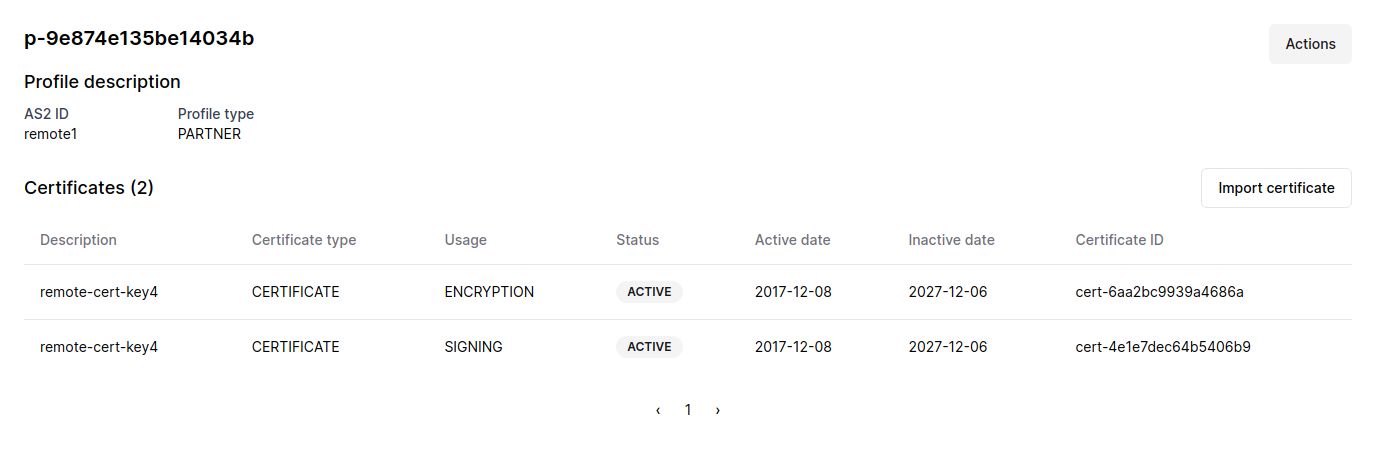 p-9e874e135be14034b
Actions
Profile description
AS2 ID Profile type
remote1 PARTNER
Certificates (2)
Import certificate
Description Certificate type Usage Status Active date Inactive date Certificate ID
remote-cert-key4 CERTIFICATE ENCRYPTION ACTIVE 2017-12-08 2027-12-06 cert-6aa2bc9939a4686a
remote-cert-key4 CERTIFICATE SIGNING ACTIVE 2017-12-08 2027-12-06 cert-4e1e7dec64b5406b9
‹ 1 ›